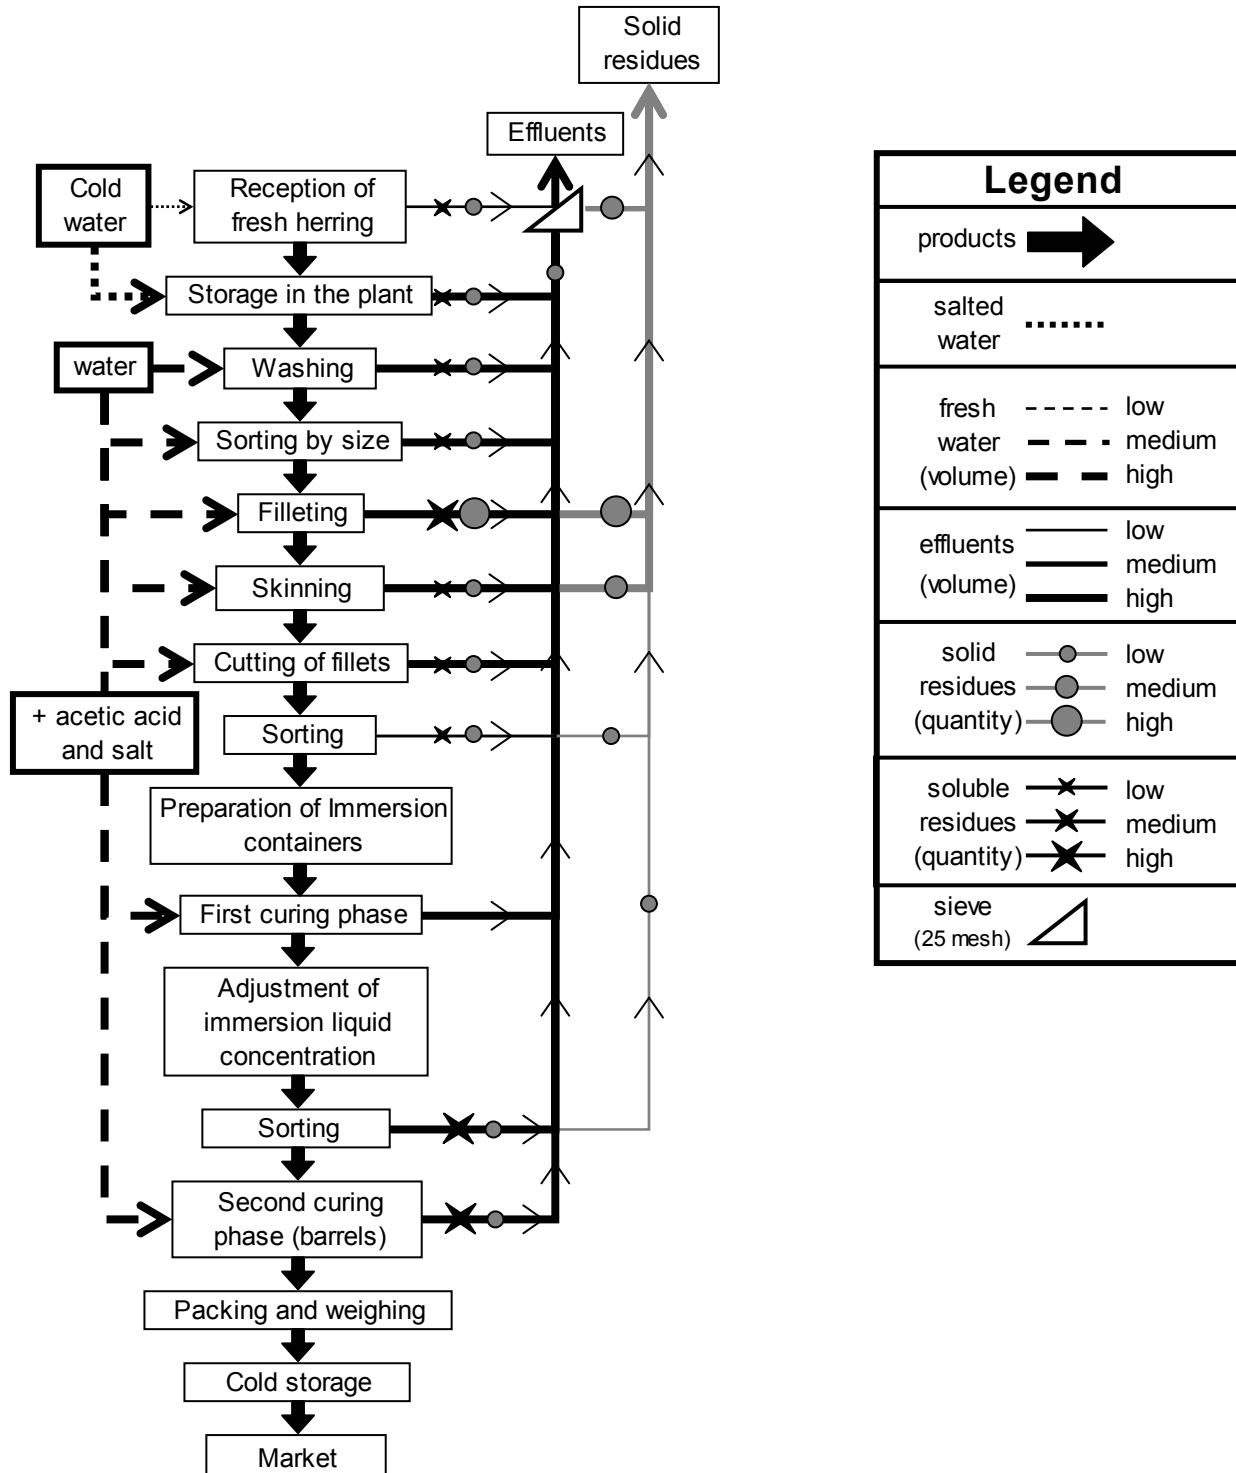 Solid
residues
Effluents
Cold
water
Reception of
fresh herring
Storage in the plant
water
Washing
Sorting by size
Filleting
Skinning
Cutting of fillets
+ acetic acid
and salt
Sorting
Preparation of Immersion
containers
First curing phase
Adjustment of
immersion liquid
concentration
Sorting
Second curing
phase (barrels)
Packing and weighing
Cold storage
Market
Legend
products
salted
water
fresh
water
(volume)
low
medium
high
effluents
(volume)
low
medium
high
solid
residues
(quantity)
low
medium
high
soluble
residues
(quantity)
low
medium
high
sieve
(25 mesh)